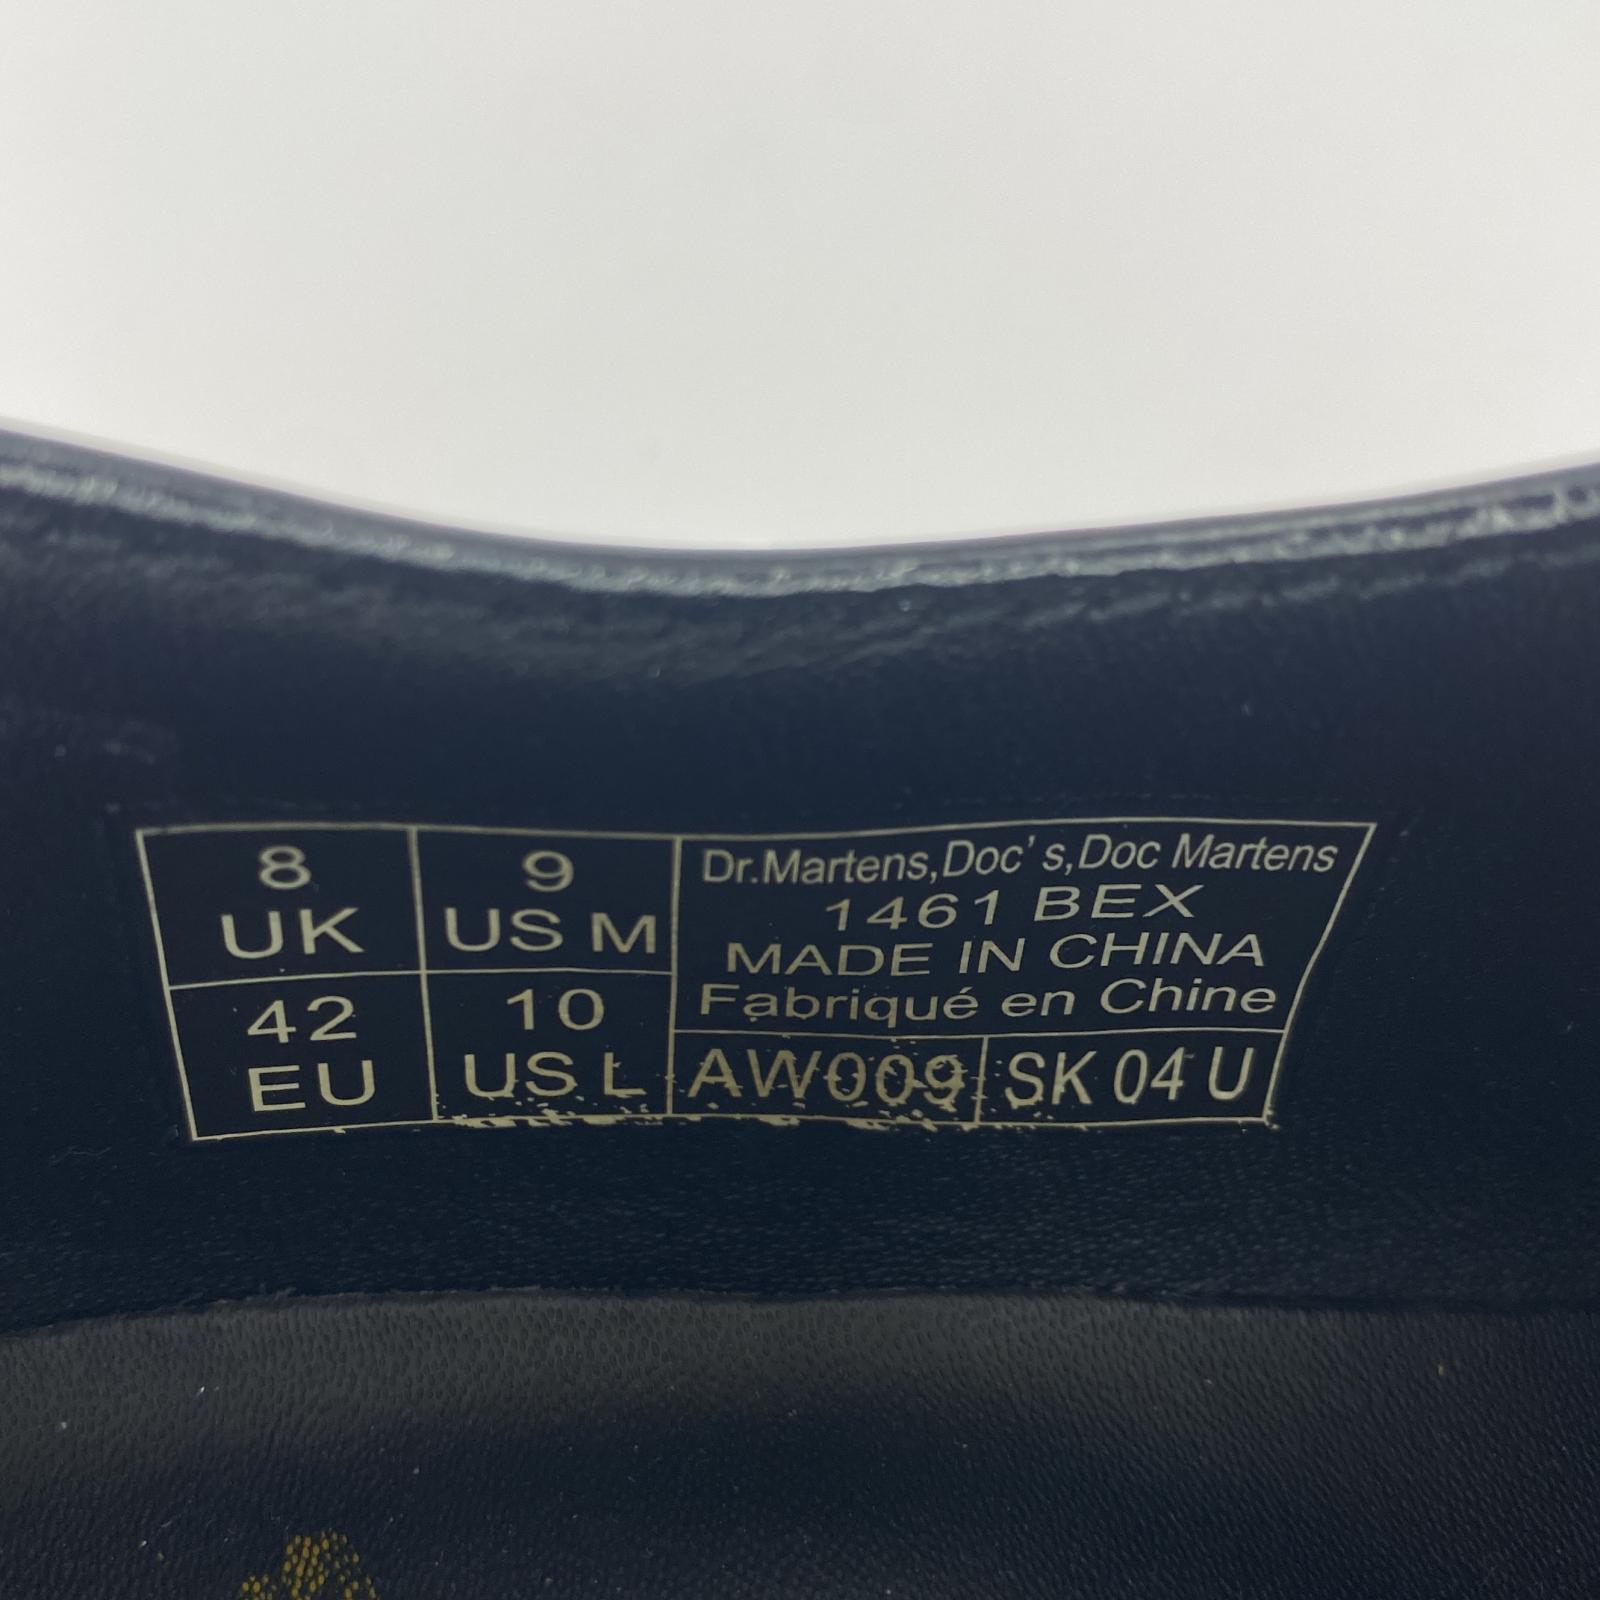 8
UK
9
US M
42
EU
10
US L
Dr.Martens,Doc's,Doc Martens
1461 BEX
MADE IN CHINA
Fabriqué en Chine
AW009
SK 04 U